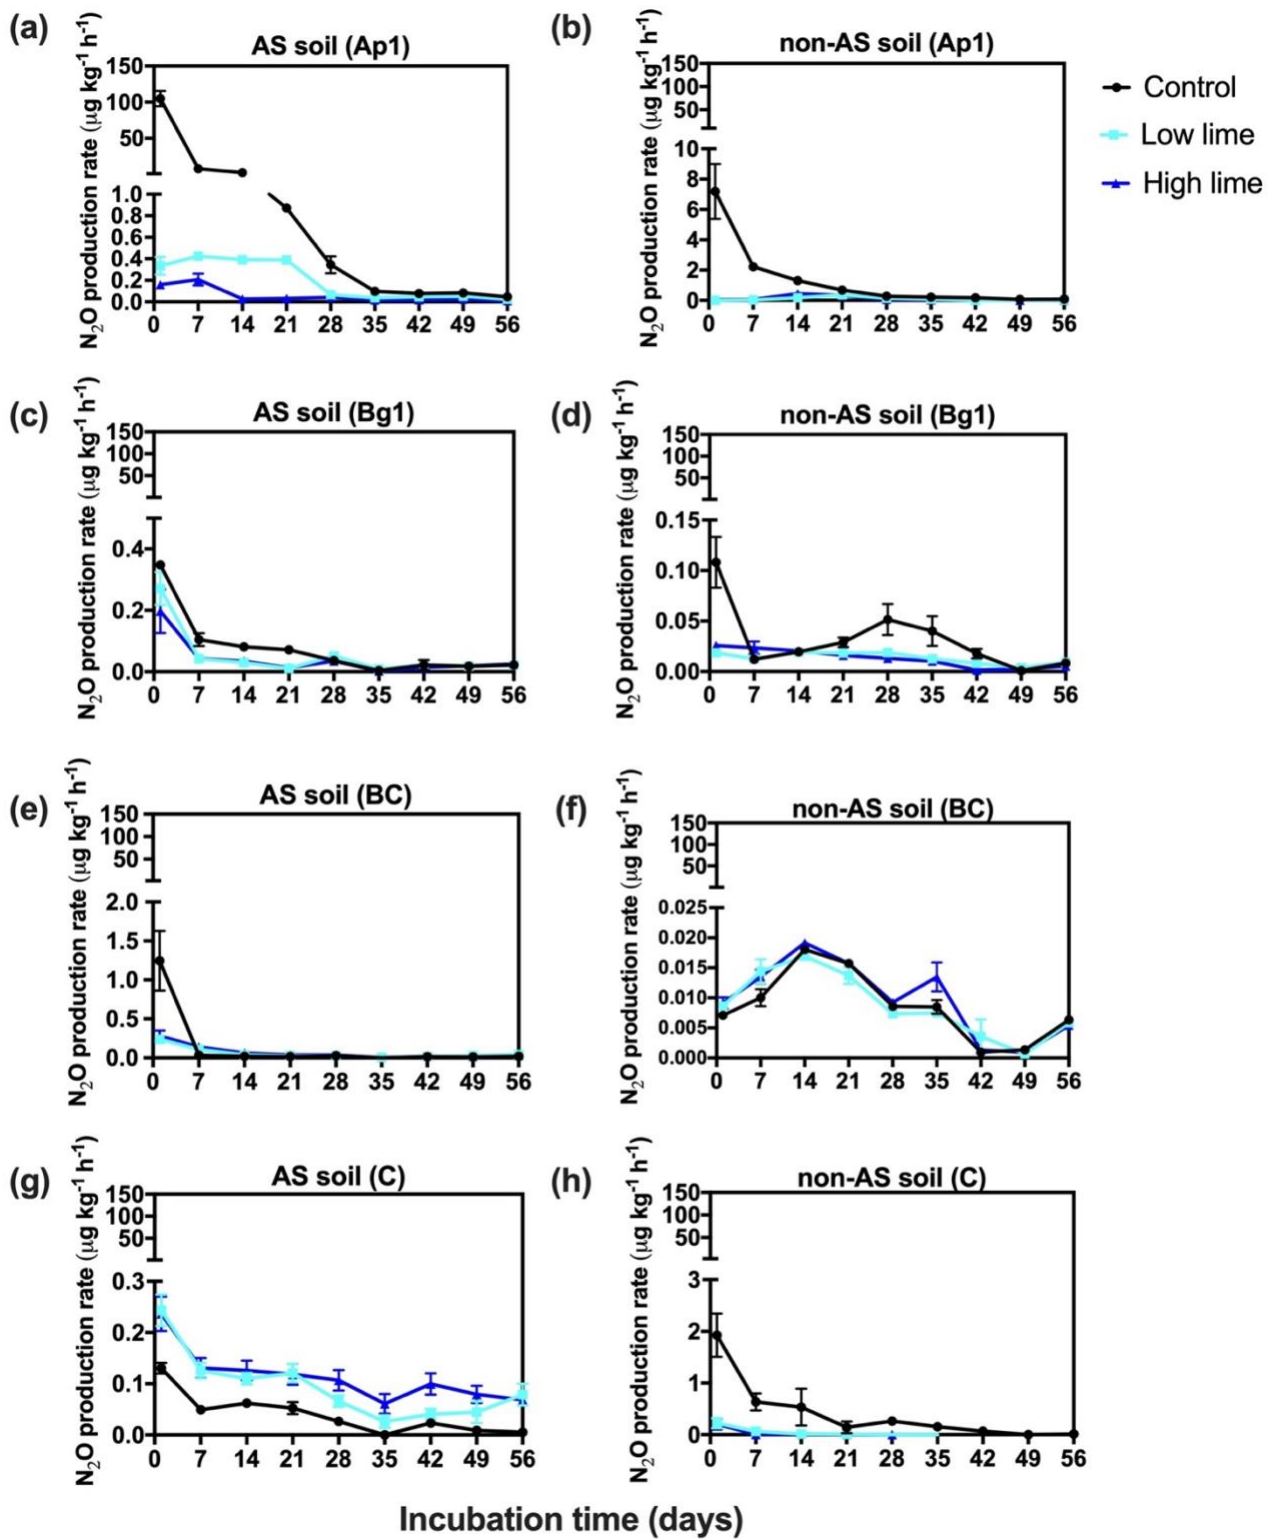 (a)
AS soil (Ap1)
N₂O production rate (μg kg⁻¹ h⁻¹)
150
100
50
1.0
0.8
0.6
0.4
0.2
0.0
0 7 14 21 28 35 42 49 56
(b)
non-AS soil (Ap1)
N₂O production rate (μg kg⁻¹ h⁻¹)
150
100
50
10
8
6
4
2
0
0 7 14 21 28 35 42 49 56
Control
Low lime
High lime
(c)
AS soil (Bg1)
N₂O production rate (μg kg⁻¹ h⁻¹)
150
100
50
0.4
0.2
0.0
0 7 14 21 28 35 42 49 56
(d)
non-AS soil (Bg1)
N₂O production rate (μg kg⁻¹ h⁻¹)
150
100
50
0.15
0.10
0.05
0.00
0 7 14 21 28 35 42 49 56
(e)
AS soil (BC)
N₂O production rate (μg kg⁻¹ h⁻¹)
150
100
50
2.0
1.5
1.0
0.5
0.0
0 7 14 21 28 35 42 49 56
(f)
non-AS soil (BC)
N₂O production rate (μg kg⁻¹ h⁻¹)
150
100
50
0.025
0.020
0.015
0.010
0.005
0.000
0 7 14 21 28 35 42 49 56
(g)
AS soil (C)
N₂O production rate (μg kg⁻¹ h⁻¹)
150
100
50
0.3
0.2
0.1
0.0
0 7 14 21 28 35 42 49 56
(h)
non-AS soil (C)
N₂O production rate (μg kg⁻¹ h⁻¹)
150
100
50
3
2
1
0
0 7 14 21 28 35 42 49 56
Incubation time (days)